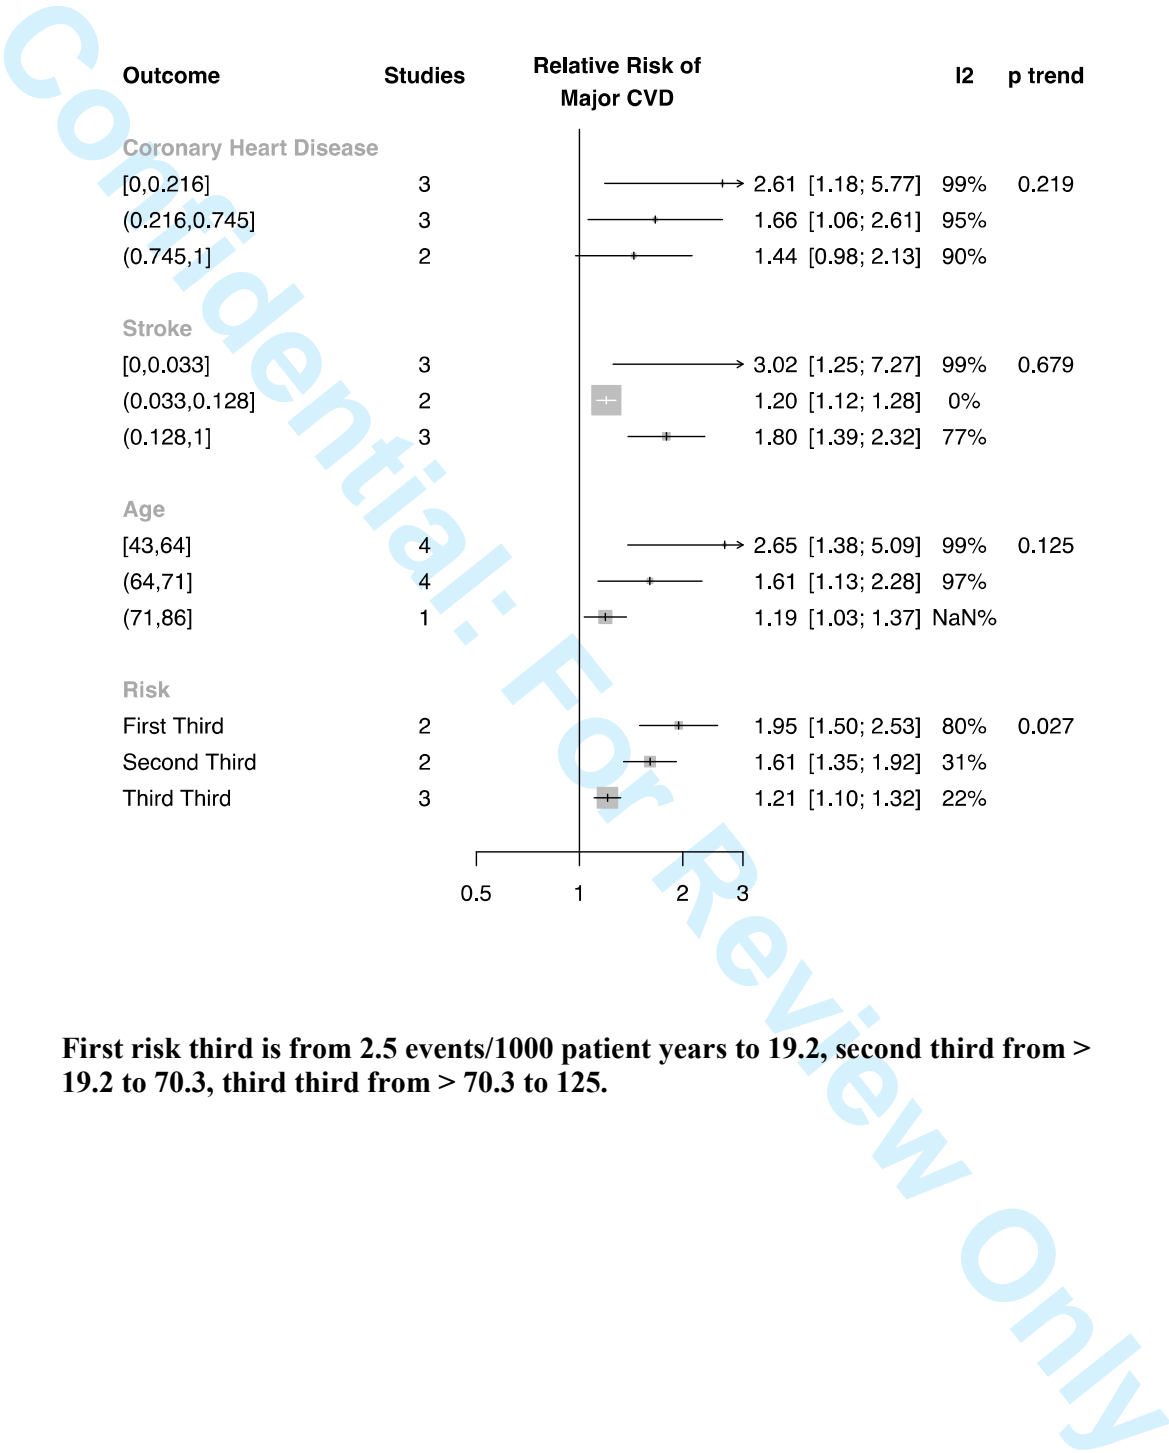 Outcome Studies Relative Risk of Major CVD I2 p trend
Coronary Heart Disease
[0,0.216] 3 2.61 [1.18; 5.77] 99% 0.219
(0.216,0.745] 3 1.66 [1.06; 2.61] 95%
(0.745,1] 2 1.44 [0.98; 2.13] 90%
Stroke
[0,0.033] 3 3.02 [1.25; 7.27] 99% 0.679
(0.033,0.128] 2 1.20 [1.12; 1.28] 0%
(0.128,1] 3 1.80 [1.39; 2.32] 77%
Age
[43,64] 4 2.65 [1.38; 5.09] 99% 0.125
(64,71] 4 1.61 [1.13; 2.28] 97%
(71,86] 1 1.19 [1.03; 1.37] NaN%
Risk
First Third 2 1.95 [1.50; 2.53] 80% 0.027
Second Third 2 1.61 [1.35; 1.92] 31%
Third Third 3 1.21 [1.10; 1.32] 22%
0.5 1 2 3
First risk third is from 2.5 events/1000 patient years to 19.2, second third from >
19.2 to 70.3, third third from > 70.3 to 125.
Confidential: For Review Only